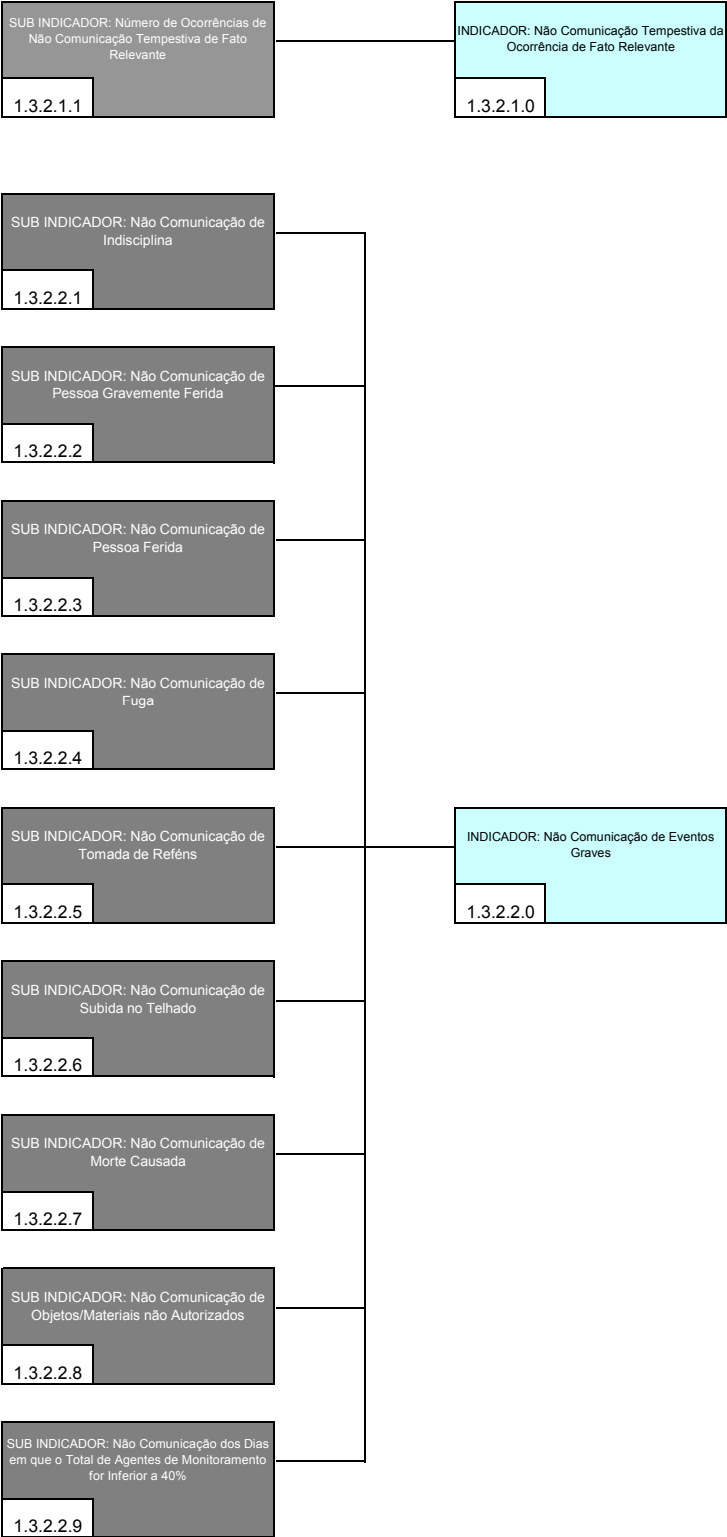 SUB INDICADOR: Número de Ocorrências de
Não Comunicação Tempestiva de Fato
Relevante
1.3.2.1.1
INDICADOR: Não Comunicação Tempestiva da
Ocorrência de Fato Relevante
1.3.2.1.0
SUB INDICADOR: Não Comunicação de
Indisciplina
1.3.2.2.1
SUB INDICADOR: Não Comunicação de
Pessoa Gravemente Ferida
1.3.2.2.2
SUB INDICADOR: Não Comunicação de
Pessoa Ferida
1.3.2.2.3
SUB INDICADOR: Não Comunicação de
Fuga
1.3.2.2.4
SUB INDICADOR: Não Comunicação de
Tomada de Reféns
1.3.2.2.5
INDICADOR: Não Comunicação de Eventos
Graves
1.3.2.2.0
SUB INDICADOR: Não Comunicação de
Subida no Telhado
1.3.2.2.6
SUB INDICADOR: Não Comunicação de
Morte Causada
1.3.2.2.7
SUB INDICADOR: Não Comunicação de
Objetos/Materiais não Autorizados
1.3.2.2.8
SUB INDICADOR: Não Comunicação dos Dias
em que o Total de Agentes de Monitoramento
for Inferior a 40%
1.3.2.2.9